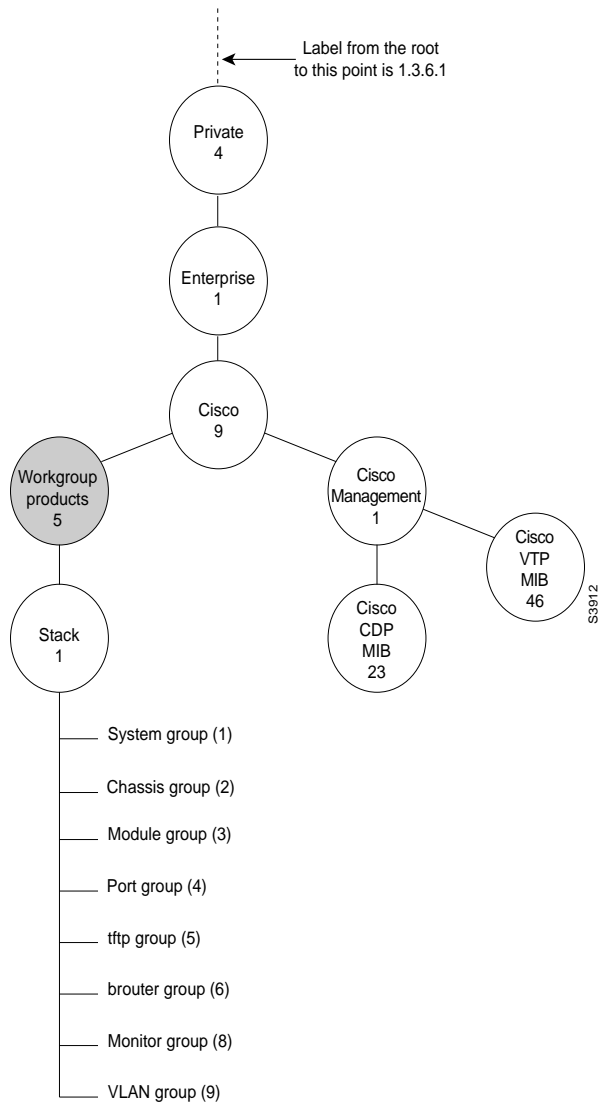 Label from the root
to this point is 1.3.6.1
Private
4
Enterprise
1
Cisco
9
Workgroup
products
5
Cisco
Management
1
Cisco
VTP
MIB
46
S3912
Stack
1
Cisco
CDP
MIB
23
System group (1)
Chassis group (2)
Module group (3)
Port group (4)
tftp group (5)
brouter group (6)
Monitor group (8)
VLAN group (9)